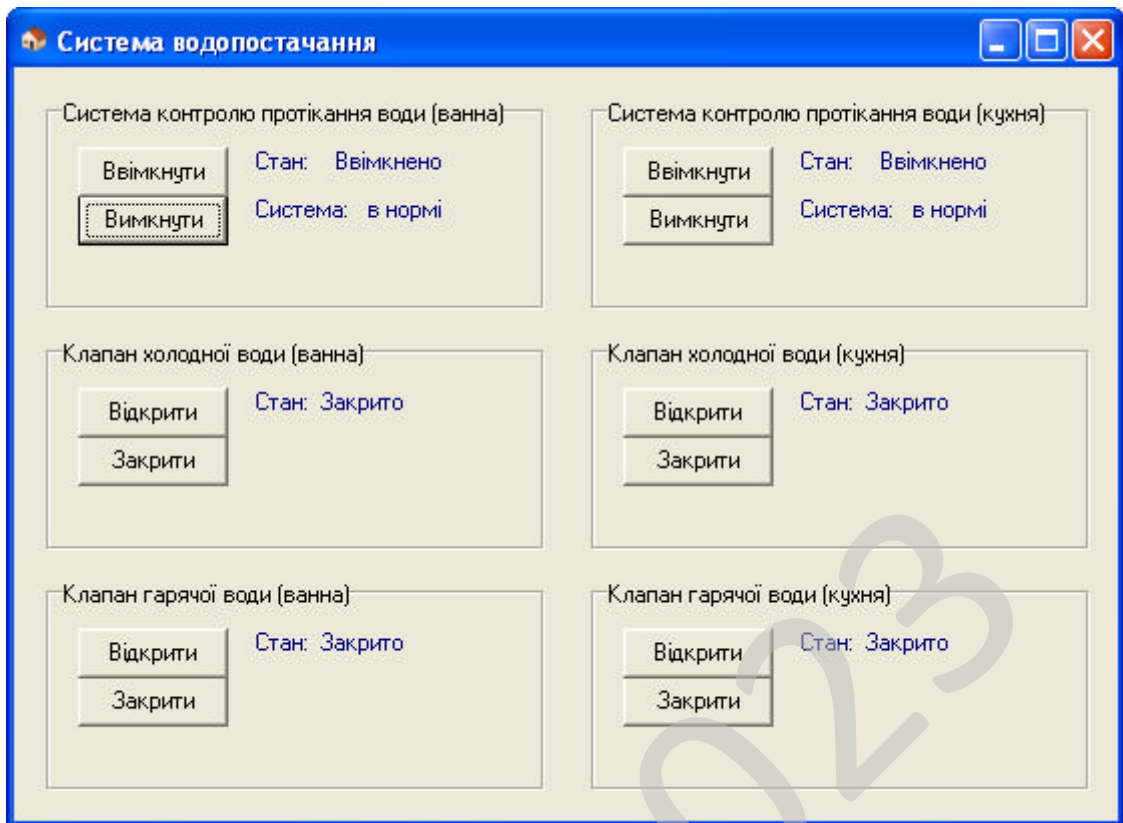 Система водопостачання
Система контролю протікання води (ванна)
Ввімкнути
Стан: Ввімкнено
Вимкнути
Система: в нормі
Система контролю протікання води (кухня)
Ввімкнути
Стан: Ввімкнено
Вимкнути
Система: в нормі
Клапан холодної води (ванна)
Відкрити
Стан: Закрито
Закрити
Клапан холодної води (кухня)
Відкрити
Стан: Закрито
Закрити
Клапан гарячої води (ванна)
Відкрити
Стан: Закрито
Закрити
Клапан гарячої води (кухня)
Відкрити
Стан: Закрито
Закрити
023